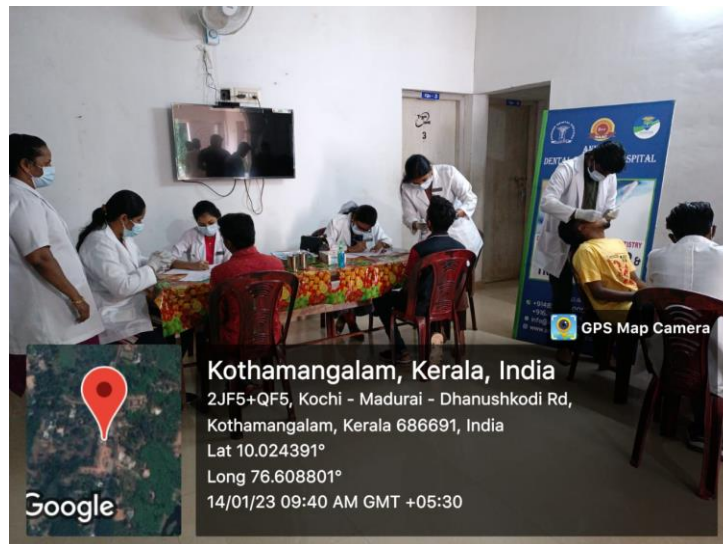 3
DENTAL
HOSPITAL
GPS Map Camera
Kothamangalam, Kerala, India
2JF5+QF5, Kochi - Madurai - Dhanushkodi Rd,
Kothamangalam, Kerala 686691, India
Lat 10.024391°
Long 76.608801°
14/01/23 09:40 AM GMT +05:30
Google